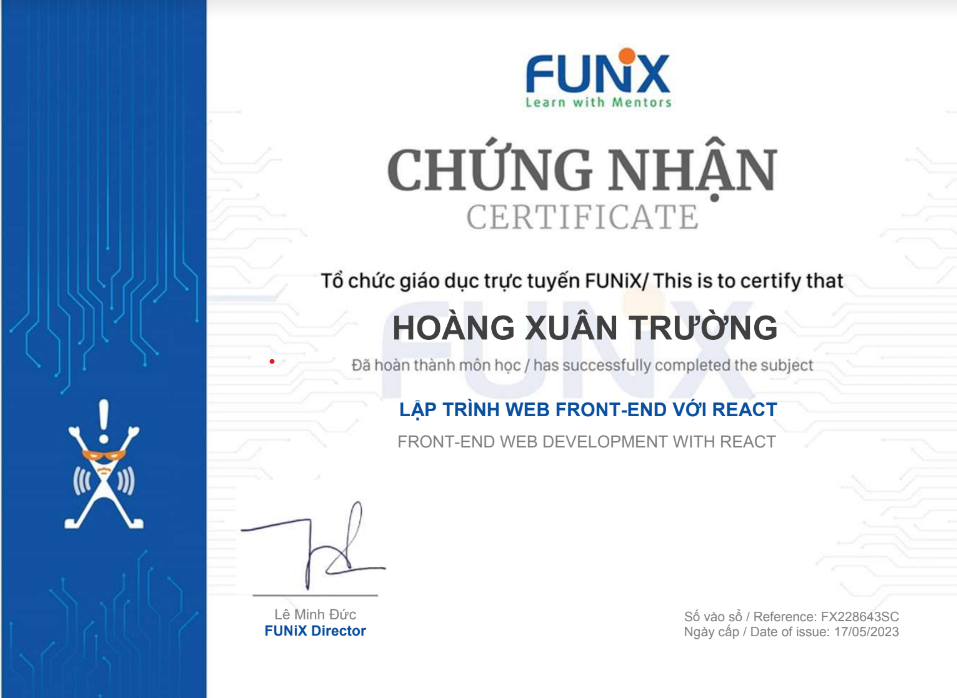 FUNiX
Learn with Mentors
CHỨNG NHẬN
CERTIFICATE
Tổ chức giáo dục trực tuyến FUNiX/ This is to certify that
HOÀNG XUÂN TRƯỜNG
Đã hoàn thành môn học / has successfully completed the subject
LẬP TRÌNH WEB FRONT-END VỚI REACT
FRONT-END WEB DEVELOPMENT WITH REACT
Lê Minh Đức
FUNiX Director
Số vào sổ / Reference: FX228643SC
Ngày cấp / Date of issue: 17/05/2023